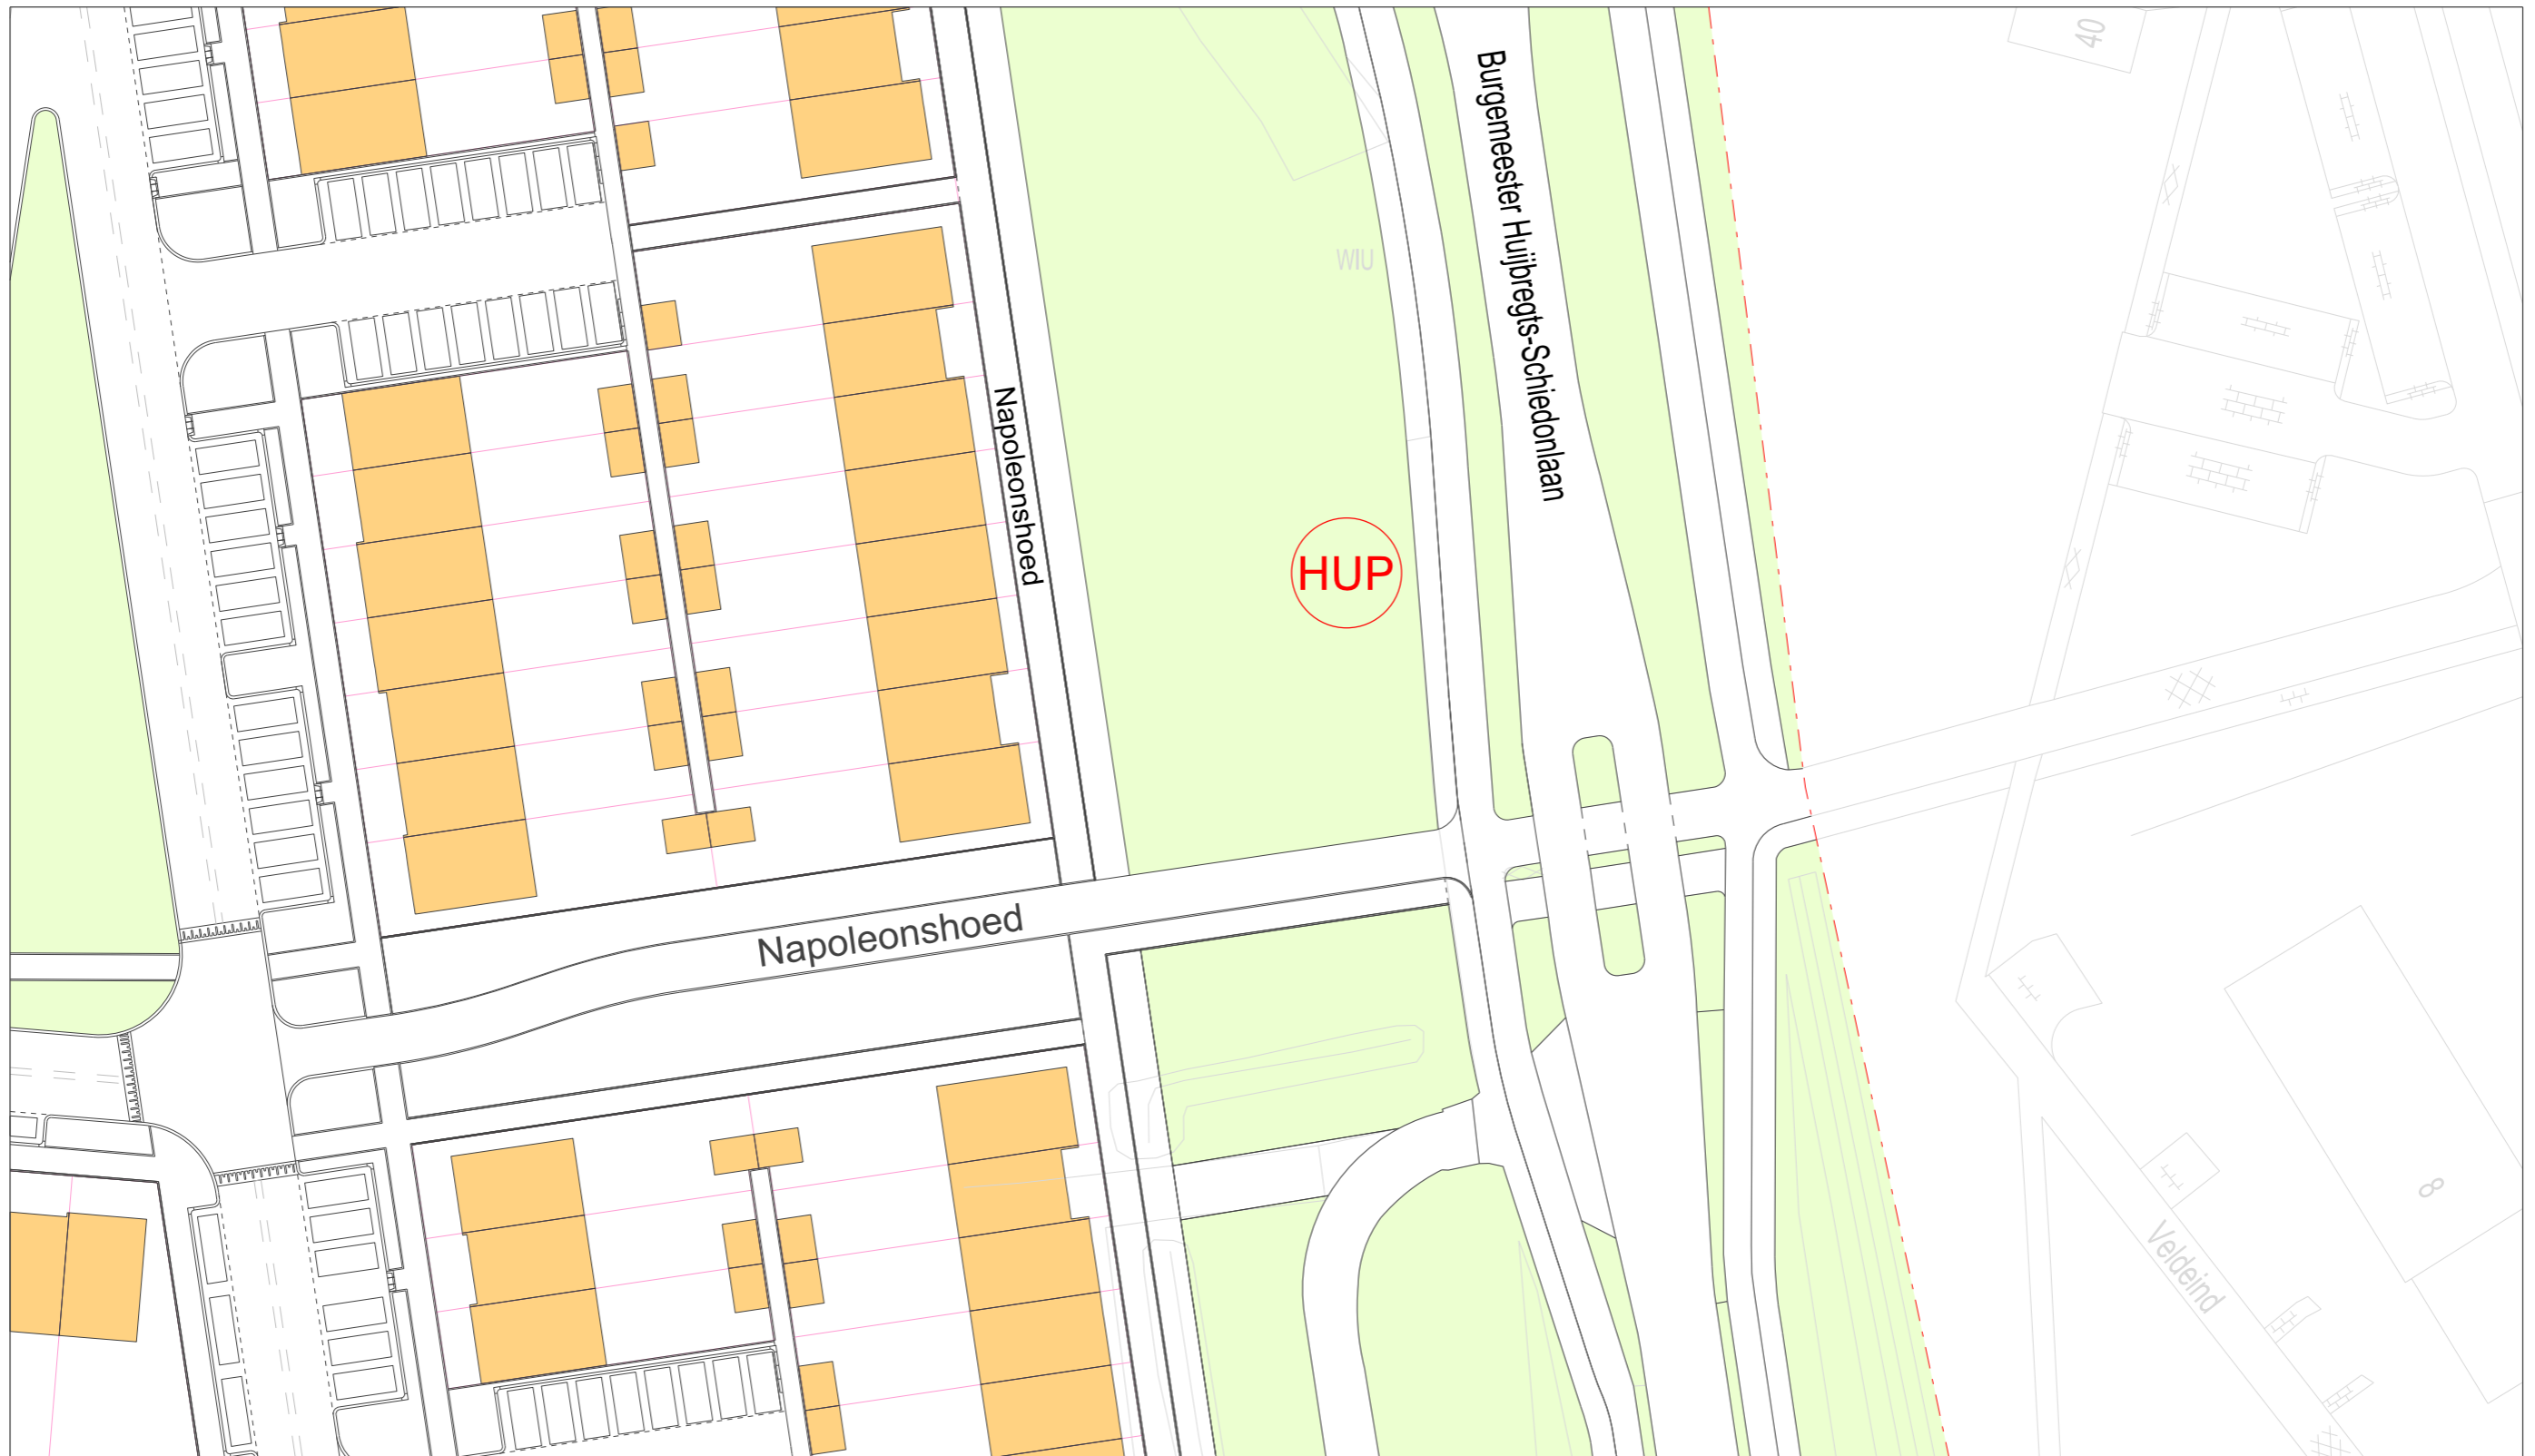 40
Burgemeester Huijbregts-Schiedonlaan
WIU
Napoleonshoed
HUP
Napoleonshoed
8
Veldeind